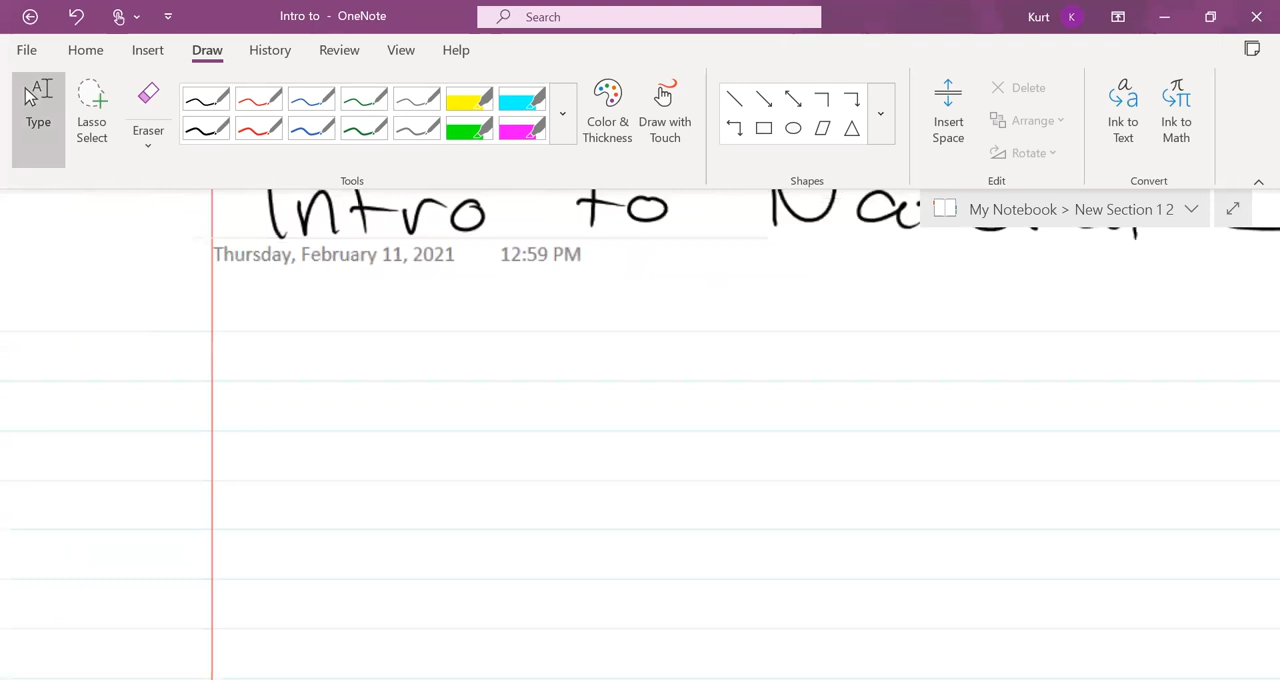 Intro to - OneNote
Search
Kurt K
File Home Insert Draw History Review View Help
Type
Lasso Select
Eraser
Color & Thickness
Draw with Touch
Insert Space
Delete
Arrange
Rotate
Ink to Text
Ink to Math
Tools Shapes Edit Convert
Intro to
My Notebook > New Section 1 2
Thursday, February 11, 2021 12:59 PM